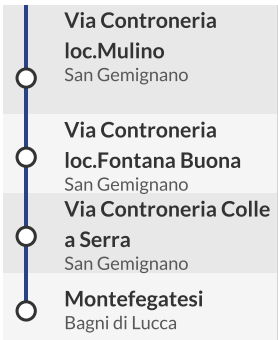 Via Controneria
loc.Mulino
San Gemignano
Via Controneria
loc.Fontana Buona
San Gemignano
Via Controneria Colle
a Serra
San Gemignano
Montefegatesi
Bagni di Lucca